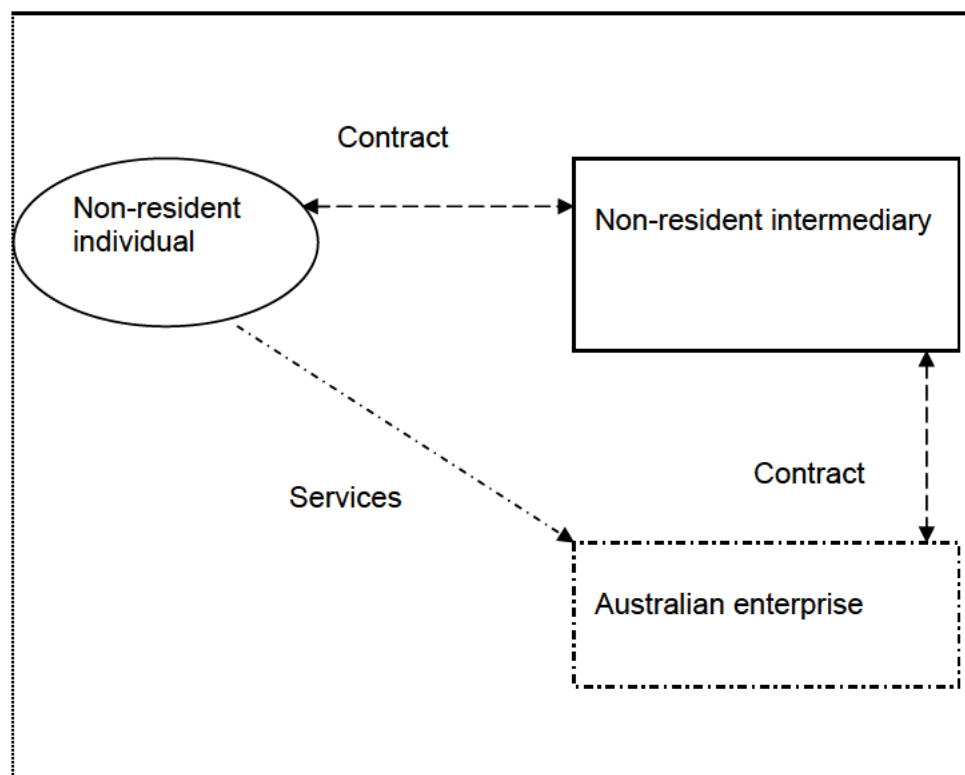 Contract
Non-resident
individual
Non-resident intermediary
Contract
Services
Australian enterprise